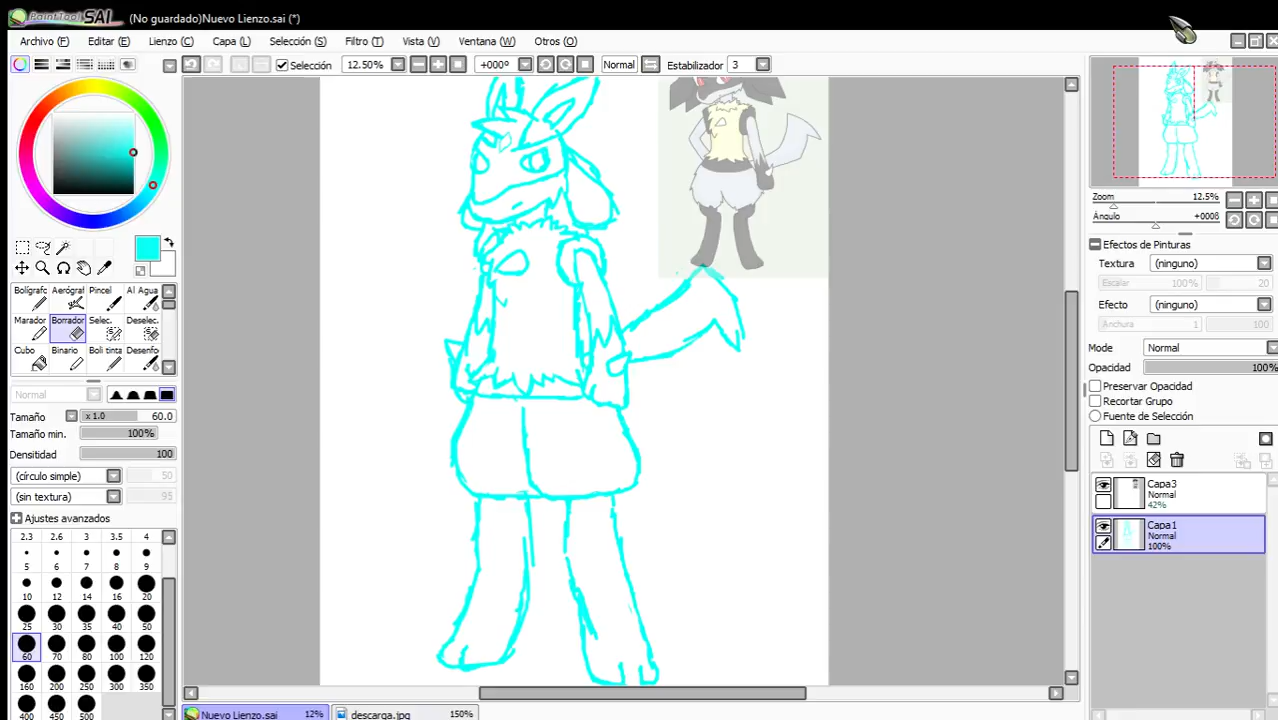 PaintTool SAI (No guardado)Nuevo Lienzo.sai (*)
Archivo (F) Editar (E) Lienzo (C) Capa (L) Selección (S) Filtro (T) Vista (V) Ventana (W) Otros (O)
Selección 12.50% +000º Normal Estabilizador 3
Zoom 12.5%
Ángulo +000ß
Efectos de Pinturas
Textura (ninguno)
Escalar 100% 20
Efecto (ninguno)
Anchura 1 100
Mode Normal
Opacidad 100%
Preservar Opacidad
Recortar Grupo
Fuente de Selección
Capa3
Normal
42%
Capa1
Normal
100%
Bolígrafo Aerógraf Pincel Al Agua
Marador Borrador Selec. Deselec.
Cubo Binario Boli tinta Desenfo
Normal
Tamaño x 1.0 60.0
Tamaño min. 100%
Densidad 100
(círculo simple) 50
(sin textura) 95
Ajustes avanzados
2.3 2.6 3 3.5 4
5 6 7 8 9
10 12 14 16 20
25 30 35 40 50
60 70 80 100 120
160 200 250 300 350
400 450 500
Nuevo Lienzo.sai 12% descarga.jpg 150%